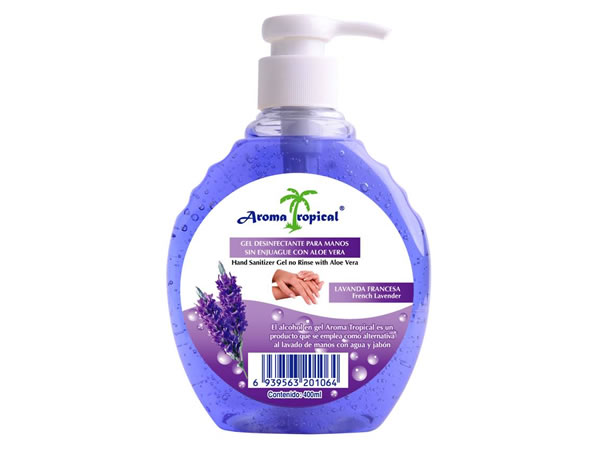 Aroma Tropical®
GEL DESINFECTANTE PARA MANOS
SIN ENJUAGUE CON ALOE VERA
Hand Sanitizer Gel no Rinse with Aloe Vera
LAVANDA FRANCESA
French Lavender
El alcohol en gel Aroma Tropical es un
producto que se emplea como alternativa
al lavado de manos con agua y jabón
6 939563 201064
Contenido: 400ml